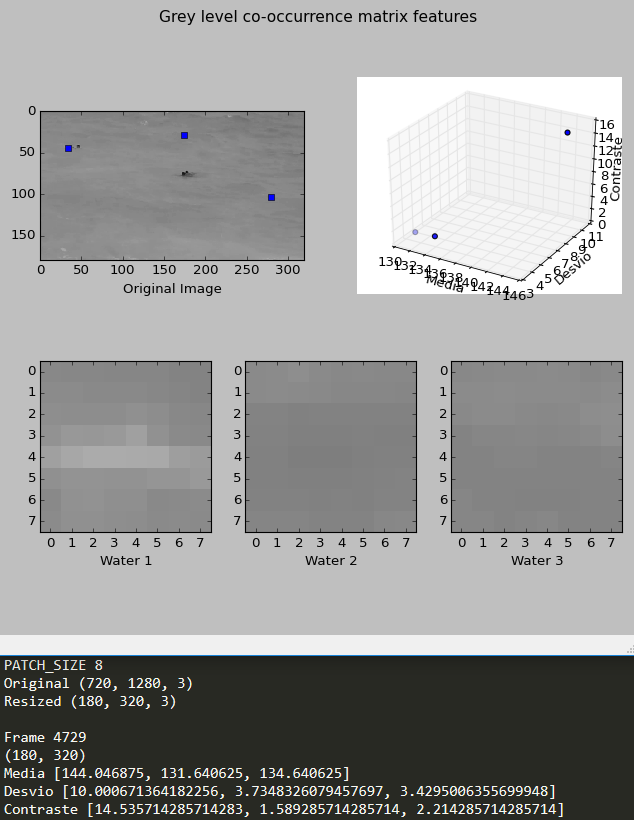 Grey level co-occurrence matrix features
0
50
100
150
0 50 100 150 200 250 300
Original Image
16
14
12
10
8
6
4
2
0
Contraste
130 132 134 136 138 140 142 144 146
Media
3 4 5 6 7 8 9 10 11
Desvio
0
1
2
3
4
5
6
7
0 1 2 3 4 5 6 7
Water 1
0
1
2
3
4
5
6
7
0 1 2 3 4 5 6 7
Water 2
0
1
2
3
4
5
6
7
0 1 2 3 4 5 6 7
Water 3
PATCH_SIZE 8
Original (720, 1280, 3)
Resized (180, 320, 3)
Frame 4729
(180, 320)
Media [144.046875, 131.640625, 134.640625]
Desvio [10.000671364182256, 3.7348326079457697, 3.4295006355699948]
Contraste [14.535714285714283, 1.589285714285714, 2.214285714285714]